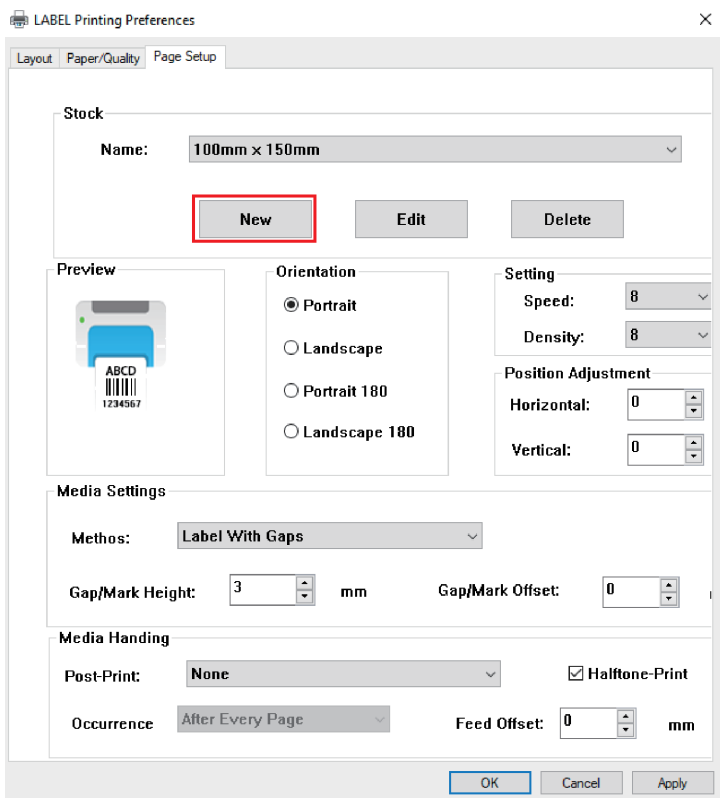 LABEL Printing Preferences
Layout Paper/Quality Page Setup
Stock
Name: 100mm x 150mm
New Edit Delete
Preview
ABCD
1234567
Orientation
Portrait
Landscape
Portrait 180
Landscape 180
Setting
Speed: 8
Density: 8
Position Adjustment
Horizontal: 0
Vertical: 0
Media Settings
Methos: Label With Gaps
Gap/Mark Height: 3 mm Gap/Mark Offset: 0
Media Handing
Post-Print: None Halftone-Print
Occurrence After Every Page Feed Offset: 0 mm
OK Cancel Apply